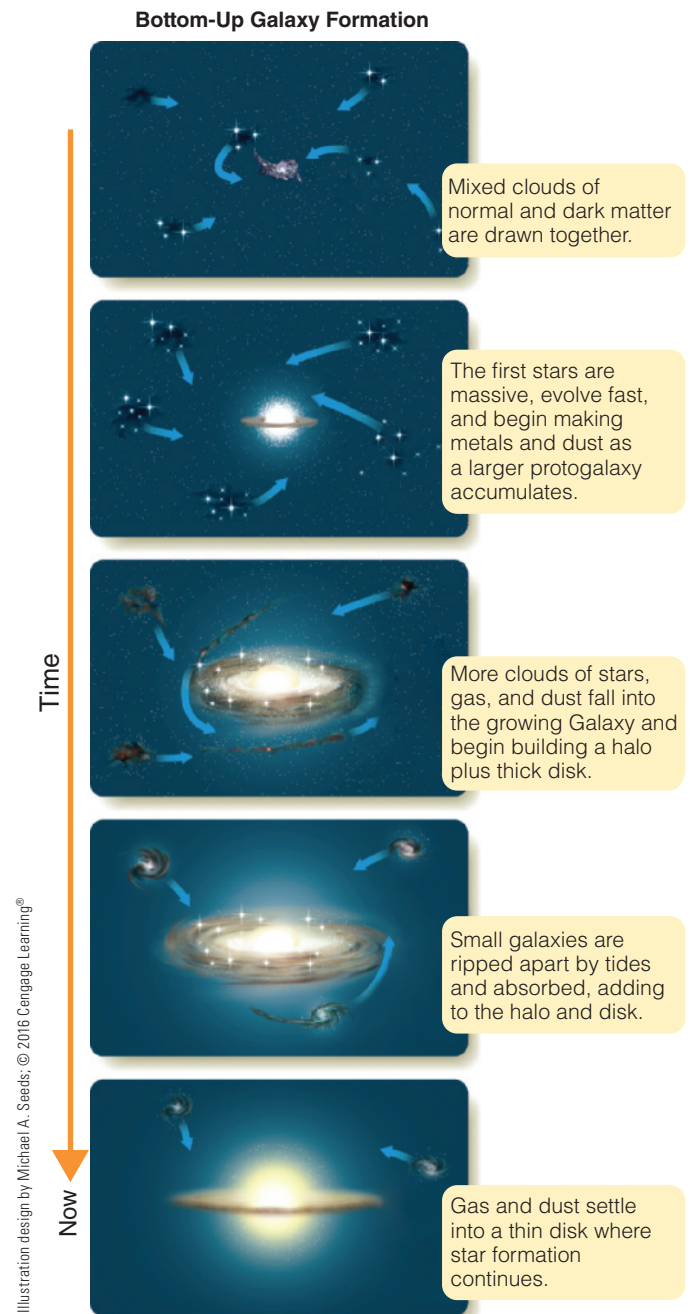 Bottom-Up Galaxy Formation
Mixed clouds of
normal and dark matter
are drawn together.
The first stars are
massive, evolve fast,
and begin making
metals and dust as
a larger protogalaxy
accumulates.
More clouds of stars,
gas, and dust fall into
the growing Galaxy and
begin building a halo
plus thick disk.
Small galaxies are
ripped apart by tides
and absorbed, adding
to the halo and disk.
Gas and dust settle
into a thin disk where
star formation
continues.
Time
Now
Illustration design by Michael A. Seeds; © 2016 Cengage Learning®